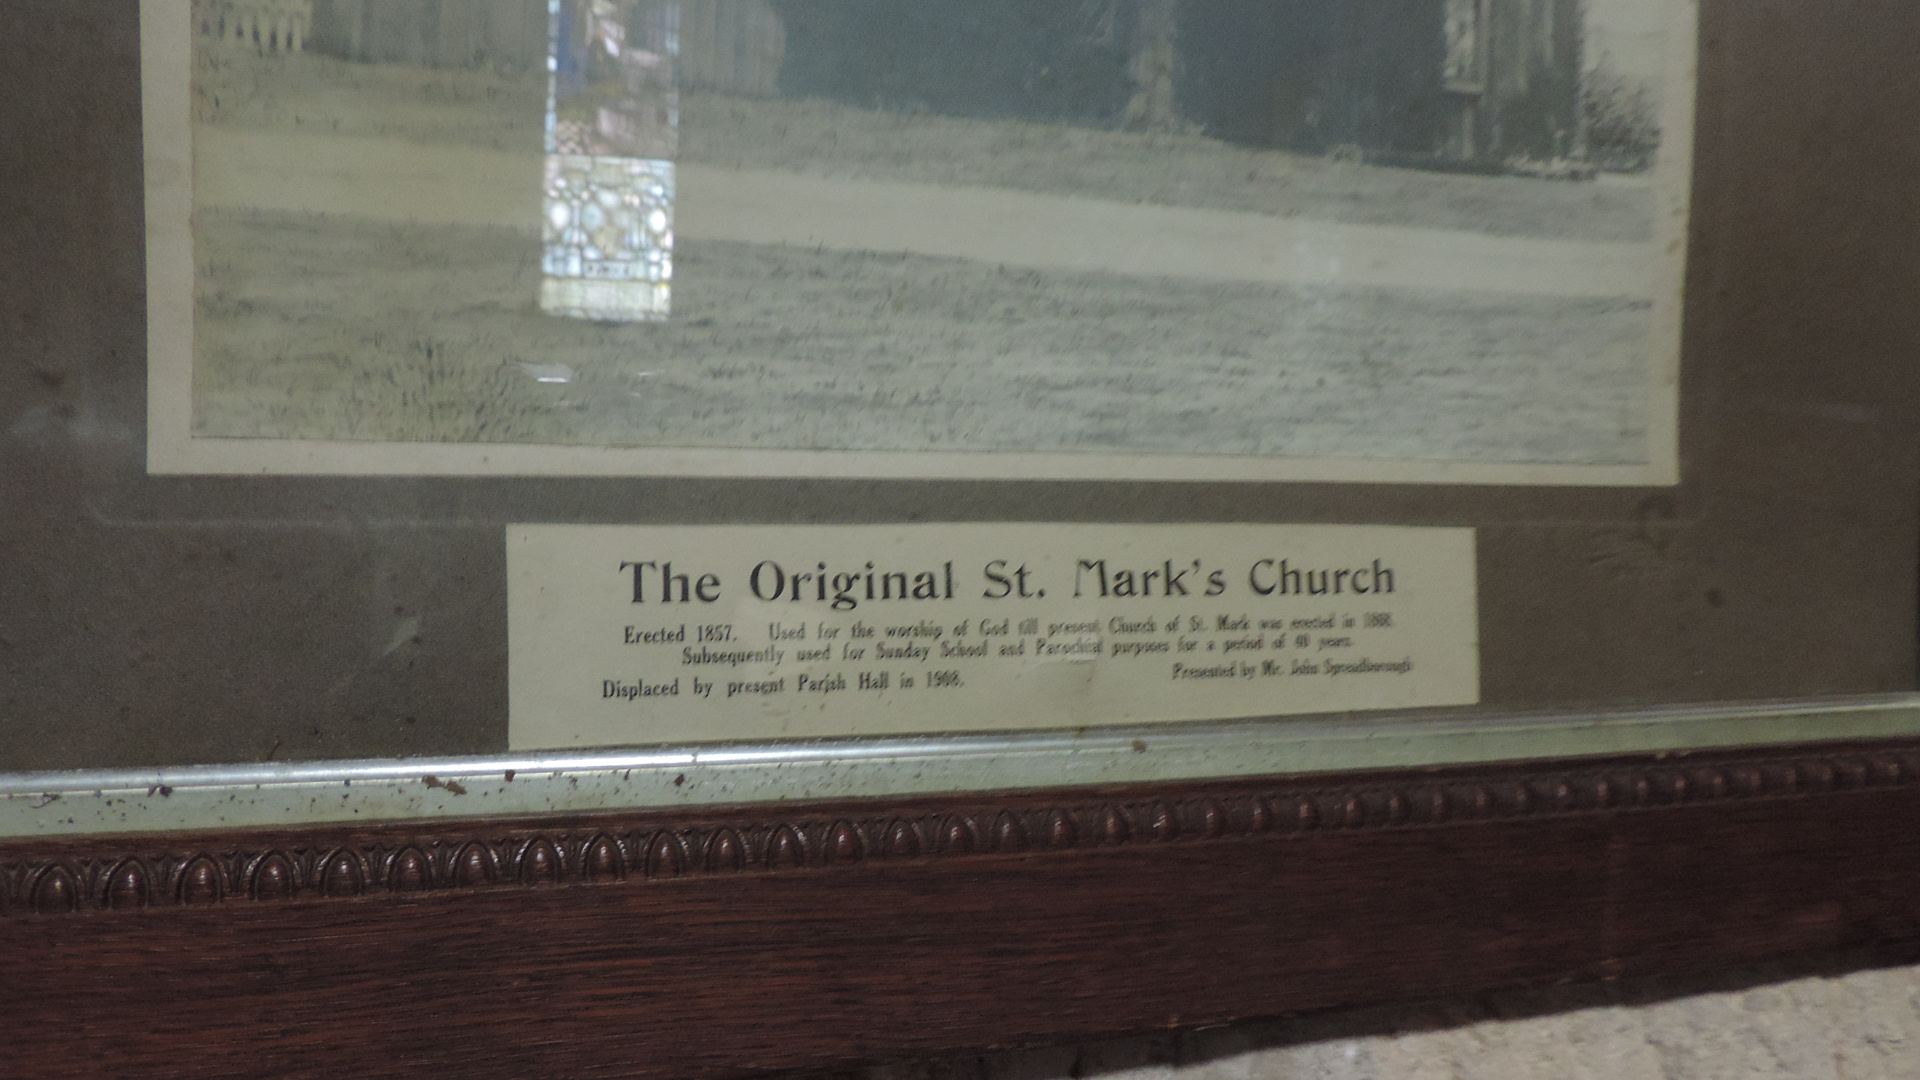 The Original St. Mark's Church
Erected 1857. Used for the worship of God till present Church of St. Mark was erected in 1868.
Subsequently used for Sunday School and Parochial purposes for a period of 40 years.
Presented by Mr. John Spreadborough
Displaced by present Parish Hall in 1908.